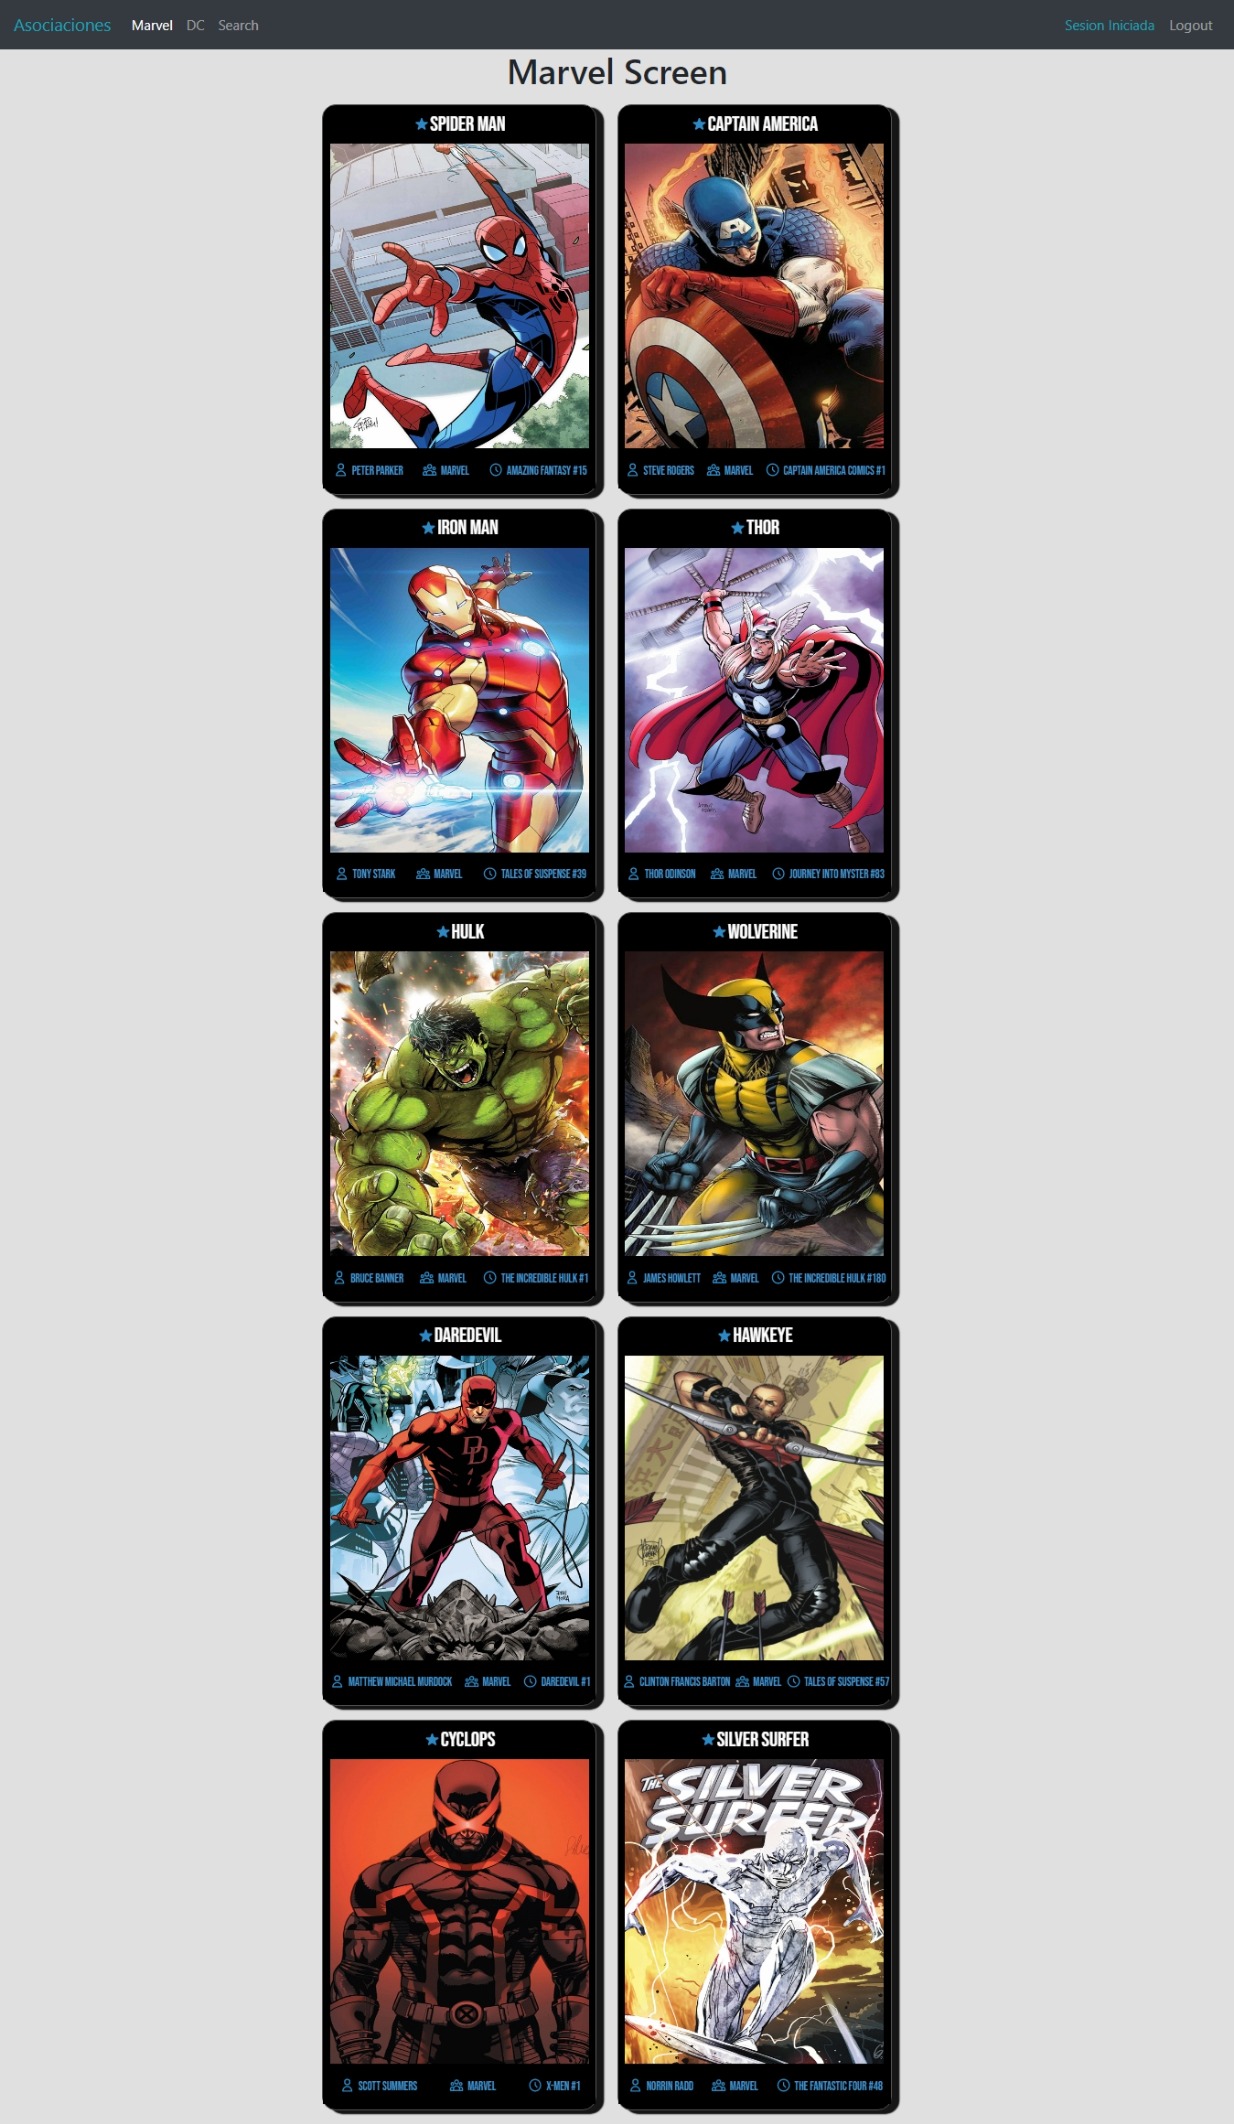 Asociaciones Marvel DC Search Sesion Iniciada Logout
Marvel Screen
SPIDER MAN
PETER PARKER MARVEL AMAZING FANTASY #15
CAPTAIN AMERICA
A
STEVE ROGERS MARVEL CAPTAIN AMERICA COMICS #1
IRON MAN
TONY STARK MARVEL TALES OF SUSPENSE #39
THOR
THOR ODINSON MARVEL JOURNEY INTO MYSTER #83
HULK
BRUCE BANNER MARVEL THE INCREDIBLE HULK #1
WOLVERINE
JAMES HOWLETT MARVEL THE INCREDIBLE HULK #180
DAREDEVIL
DD
MATTHEW MICHAEL MURDOCK MARVEL DAREDEVIL #1
HAWKEYE
CLINTON FRANCIS BARTON MARVEL TALES OF SUSPENSE #57
CYCLOPS
SCOTT SUMMERS MARVEL X-MEN #1
SILVER SURFER
THE SILVER
SURFER
NORRIN RADD MARVEL THE FANTASTIC FOUR #48